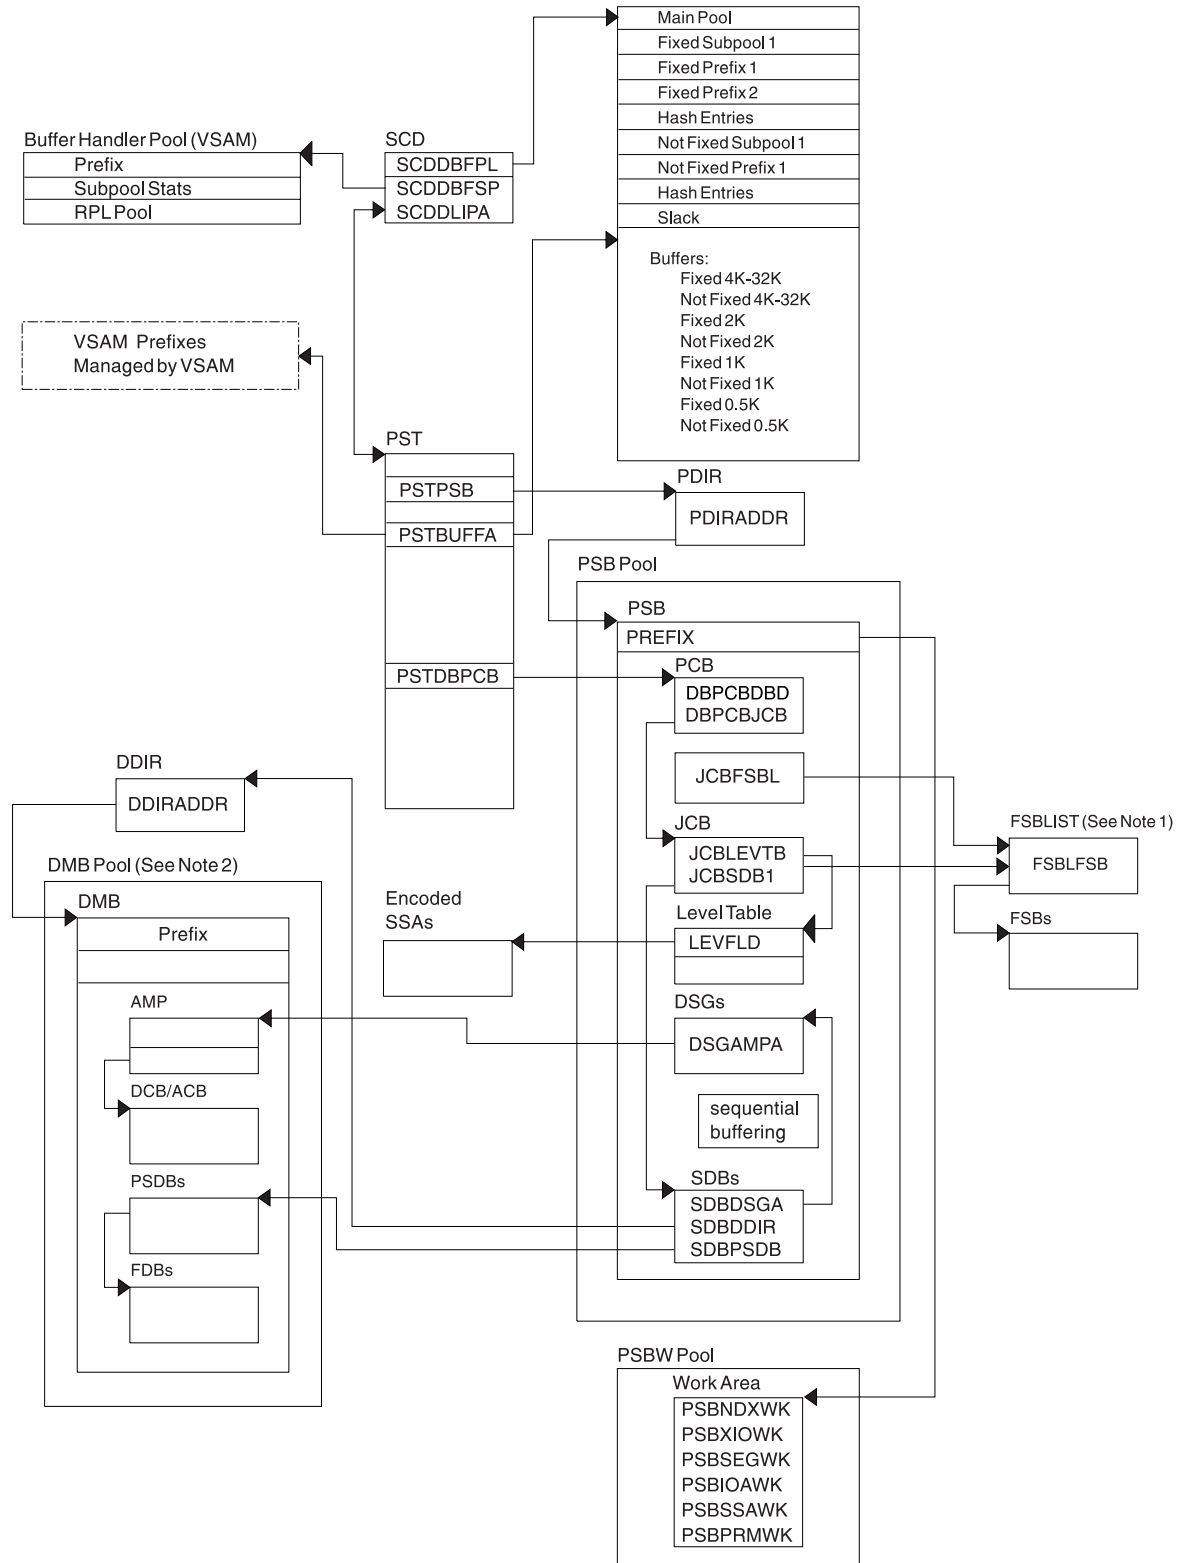 Main Pool
Fixed Subpool 1
Fixed Prefix 1
Fixed Prefix 2
Hash Entries
Not Fixed Subpool 1
Not Fixed Prefix 1
Hash Entries
Slack
Buffers:
Fixed 4K-32K
Not Fixed 4K-32K
Fixed 2K
Not Fixed 2K
Fixed 1K
Not Fixed 1K
Fixed 0.5K
Not Fixed 0.5K
Buffer Handler Pool (VSAM)
Prefix
Subpool Stats
RPL Pool
SCD
SCDDBFPL
SCDDBFSP
SCDDLIPA
VSAM Prefixes
Managed by VSAM
PST
PSTPSB
PSTBUFFA
PSTDBPCB
PDIR
PDIRADDR
PSB Pool
PSB
PREFIX
PCB
DBPCBDBD
DBPCBJCB
JCBFSBL
JCB
JCBLEVTB
JCBSDB1
Level Table
LEVFLD
DSGs
DSGAMPA
sequential
buffering
SDBs
SDBDSGA
SDBDDIR
SDBPSDB
FSBLIST (See Note 1)
FSBLFSB
FSBs
DDIR
DDIRADDR
DMB Pool (See Note 2)
DMB
Prefix
AMP
DCB/ACB
PSDBs
FDBs
Encoded
SSAs
PSBW Pool
Work Area
PSBNDXWK
PSBXIOWK
PSBSEGWK
PSBIOAWK
PSBSSAWK
PSBPRMWK